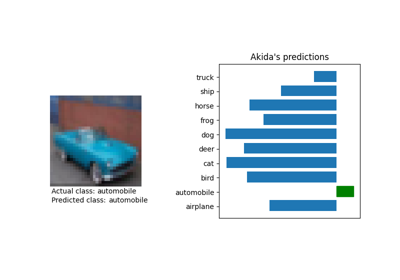 Akida's predictions
truck
ship
horse
frog
dog
deer
cat
bird
automobile
airplane
Actual class: automobile
Predicted class: automobile